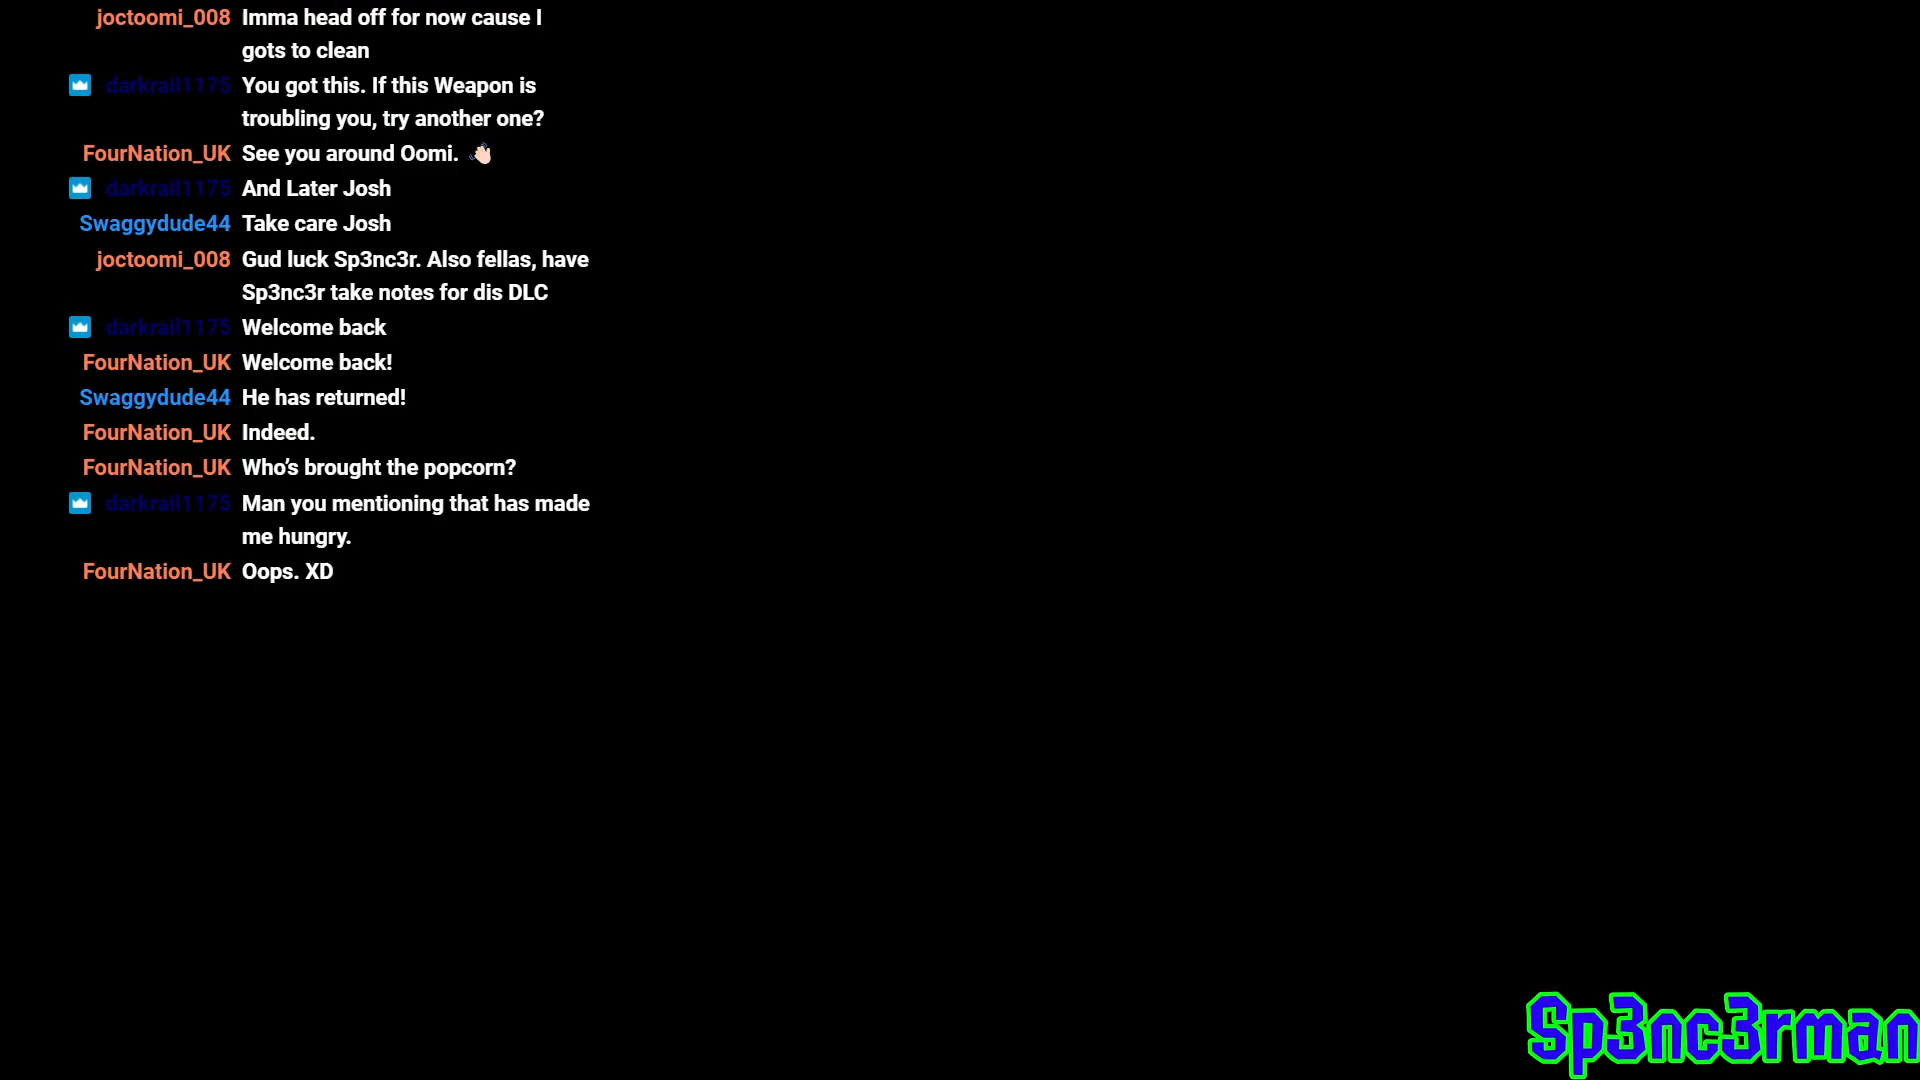 joctoomi_008 Imma head off for now cause I
gots to clean
darkrail1175 You got this. If this Weapon is
troubling you, try another one?
FourNation_UK See you around Oomi. 👋🏻
darkrail1175 And Later Josh
Swaggydude44 Take care Josh
joctoomi_008 Gud luck Sp3nc3r. Also fellas, have
Sp3nc3r take notes for dis DLC
darkrail1175 Welcome back
FourNation_UK Welcome back!
Swaggydude44 He has returned!
FourNation_UK Indeed.
FourNation_UK Who’s brought the popcorn?
darkrail1175 Man you mentioning that has made
me hungry.
FourNation_UK Oops. XD
Sp3nc3rman